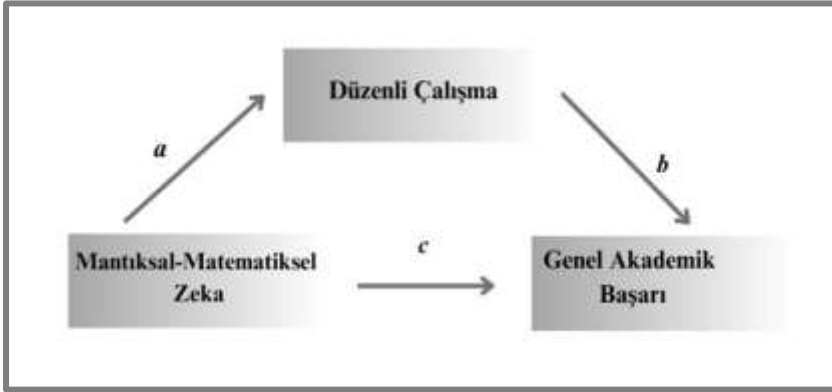 Düzenli Çalışma
a
b
Mantıksal-Matematiksel
Zeka
c
Genel Akademik
Başarı